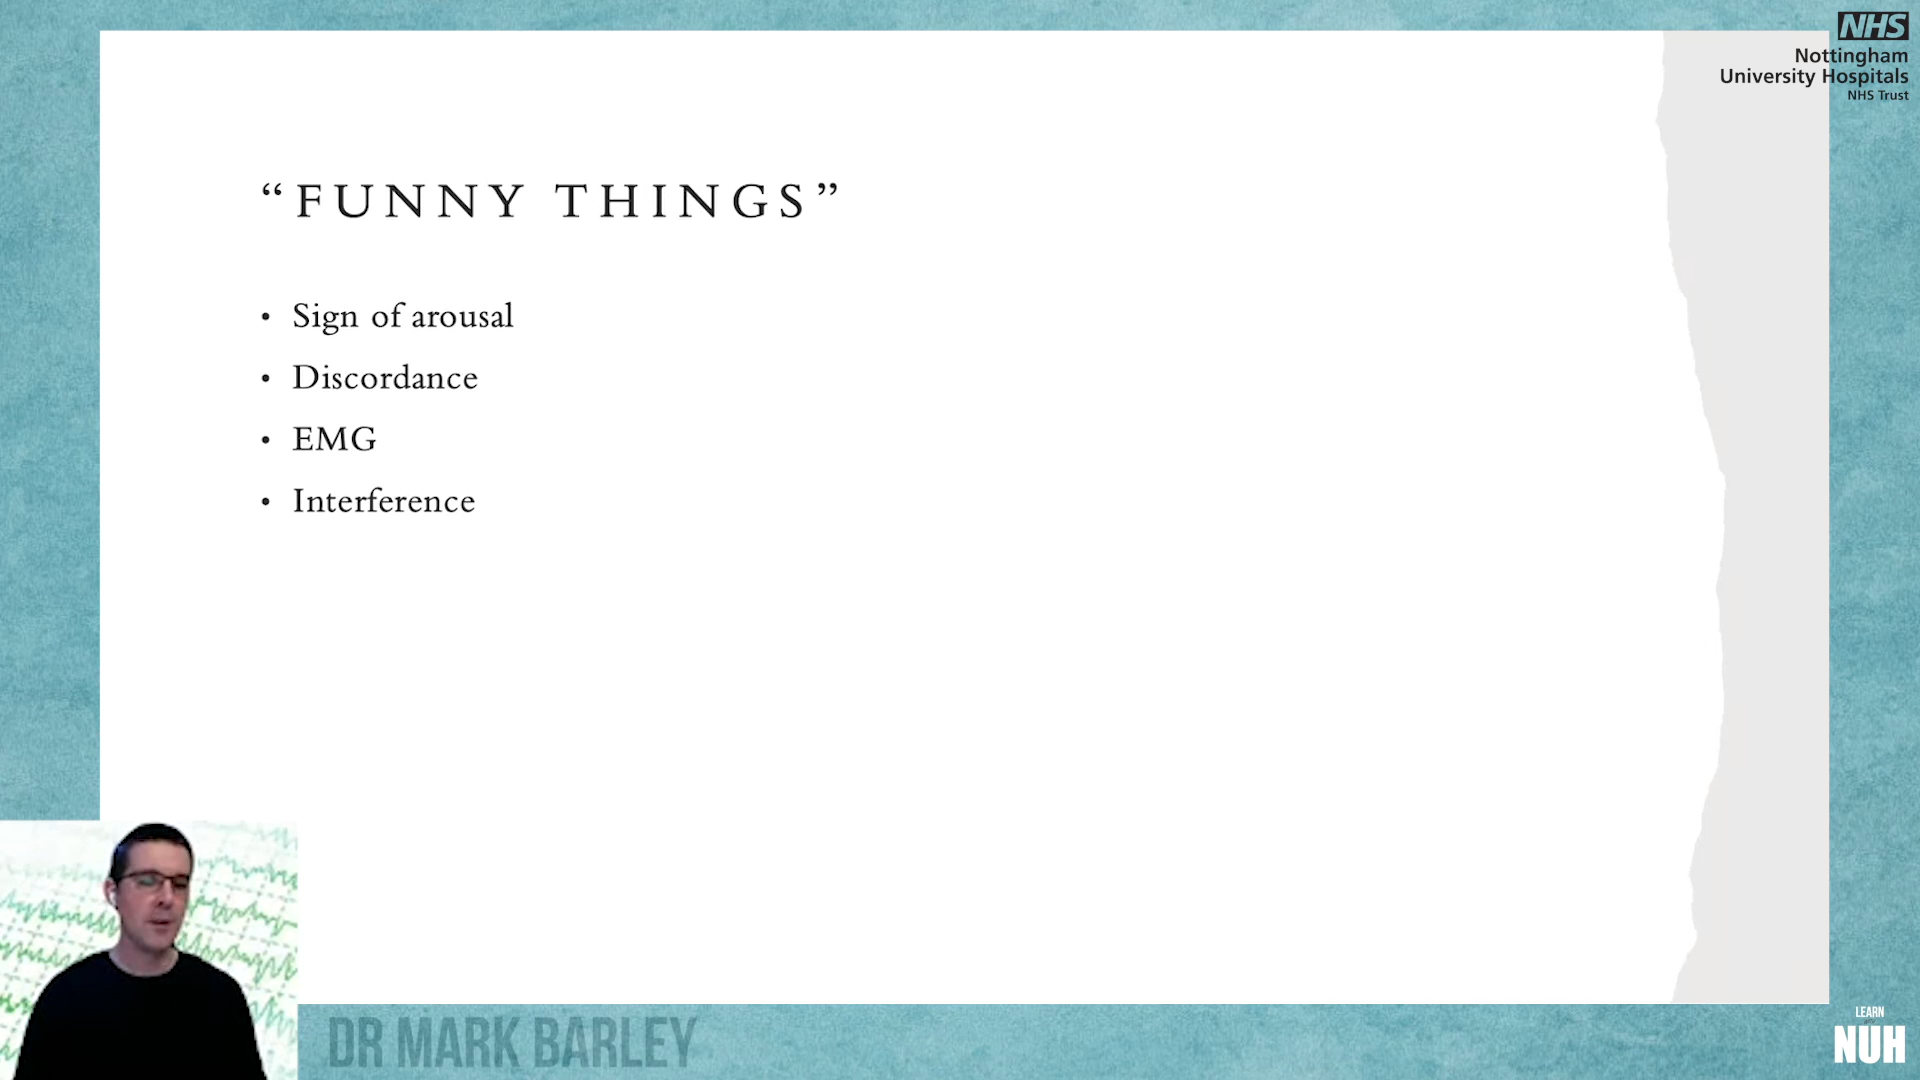 NHS
Nottingham
University Hospitals
NHS Trust
“FUNNY THINGS”
• Sign of arousal
• Discordance
• EMG
• Interference
DR MARK BARLEY
LEARN
NUH